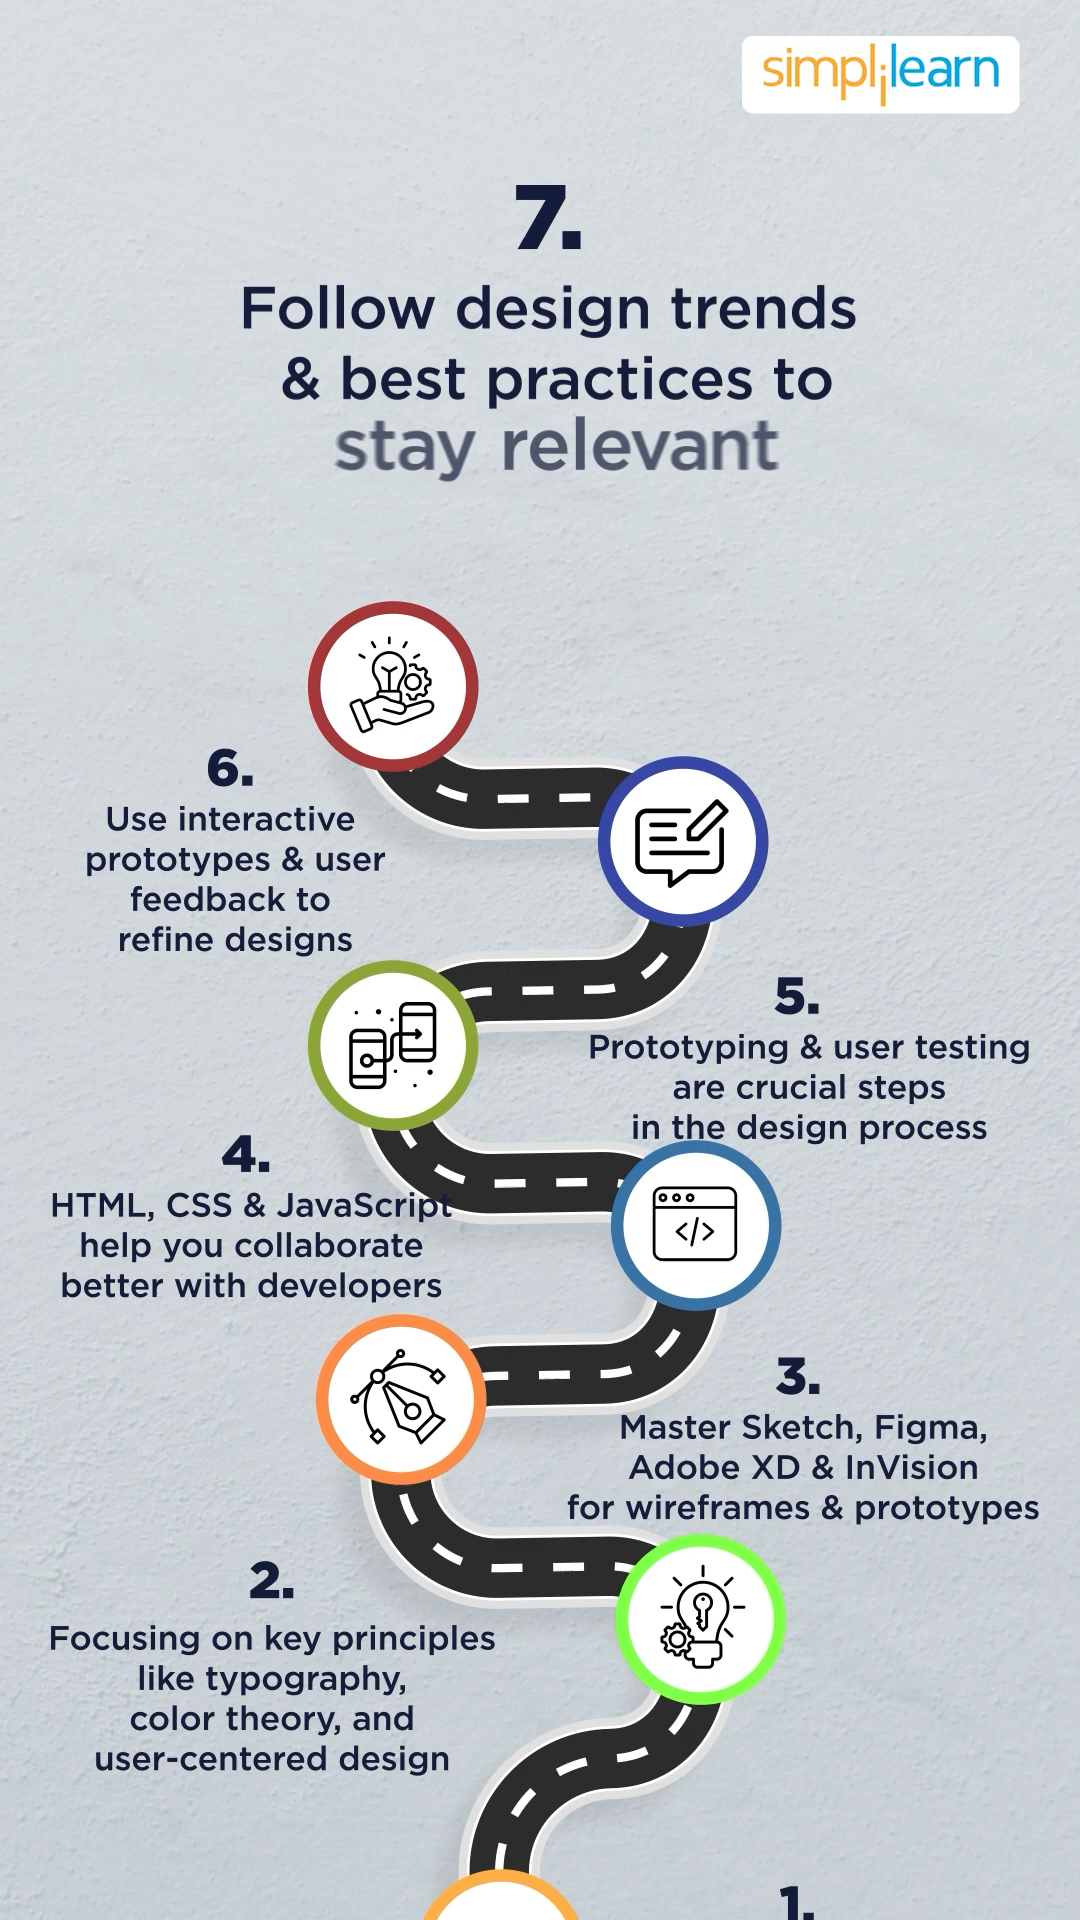 simplilearn
7.
Follow design trends
& best practices to
stay relevant
6.
Use interactive
prototypes & user
feedback to
refine designs
5.
Prototyping & user testing
are crucial steps
in the design process
4.
HTML, CSS & JavaScript
help you collaborate
better with developers
</>
3.
Master Sketch, Figma,
Adobe XD & InVision
for wireframes & prototypes
2.
Focusing on key principles
like typography,
color theory, and
user-centered design
1.